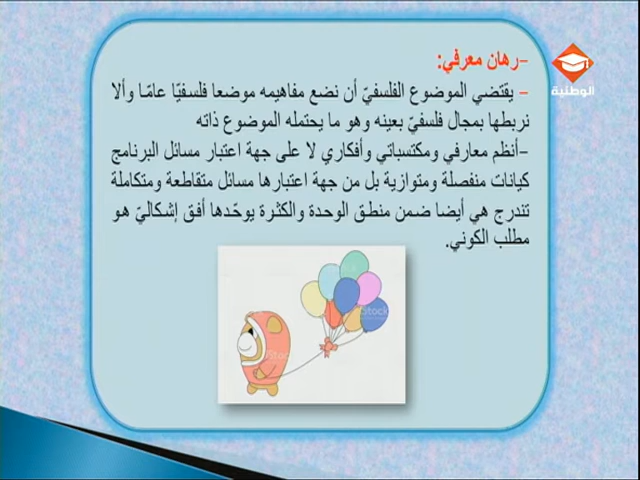 -رهان معرفي:
- يقتضي الموضوع الفلسفيّ أن نضع مفاهيمه موضعا فلسفيّا عامّا وألا
نربطها بمجال فلسفيّ بعينه وهو ما يحتمله الموضوع ذاته
-أنظم معارفي ومكتسباتي وأفكاري لا على جهة اعتبار مسائل البرنامج
كيانات منفصلة ومتوازية بل من جهة اعتبارها مسائل متقاطعة ومتكاملة
تندرج هي أيضا ضمن منطق الوحدة والكثرة يوحّدها أفق إشكاليّ هو
مطلب الكوني.
الوطنية
iStock
iStock